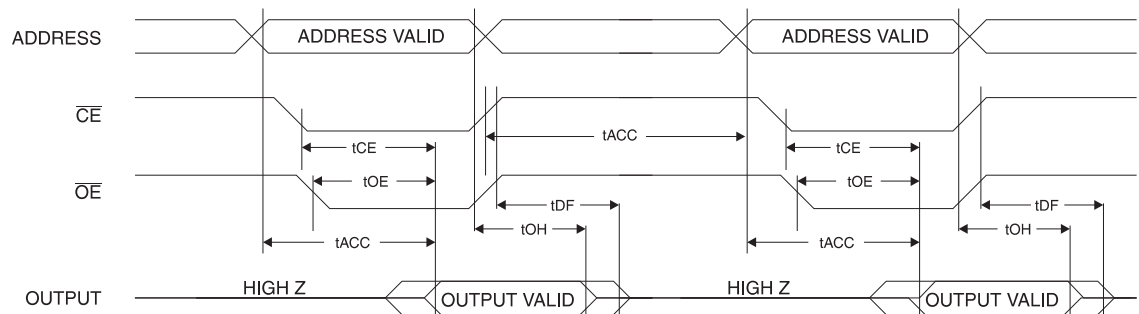 ADDRESS ADDRESS VALID ADDRESS VALID
CE
tACC
tCE tCE
OE tOE tOE
tDF tDF
tOH tOH
tACC tACC
HIGH Z HIGH Z
OUTPUT OUTPUT VALID OUTPUT VALID